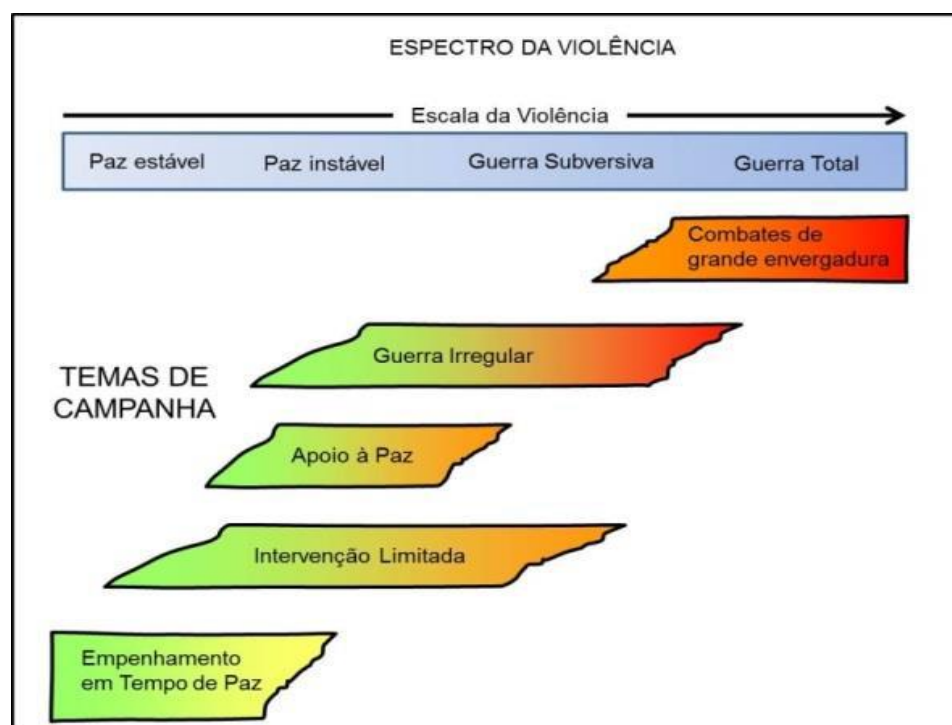 ESPECTRO DA VIOLÊNCIA
Escala da Violência
Paz estável Paz instável Guerra Subversiva Guerra Total
Combates de
grande envergadura
Guerra Irregular
TEMAS DE
CAMPANHA
Apoio à Paz
Intervenção Limitada
Empenhamento
em Tempo de Paz